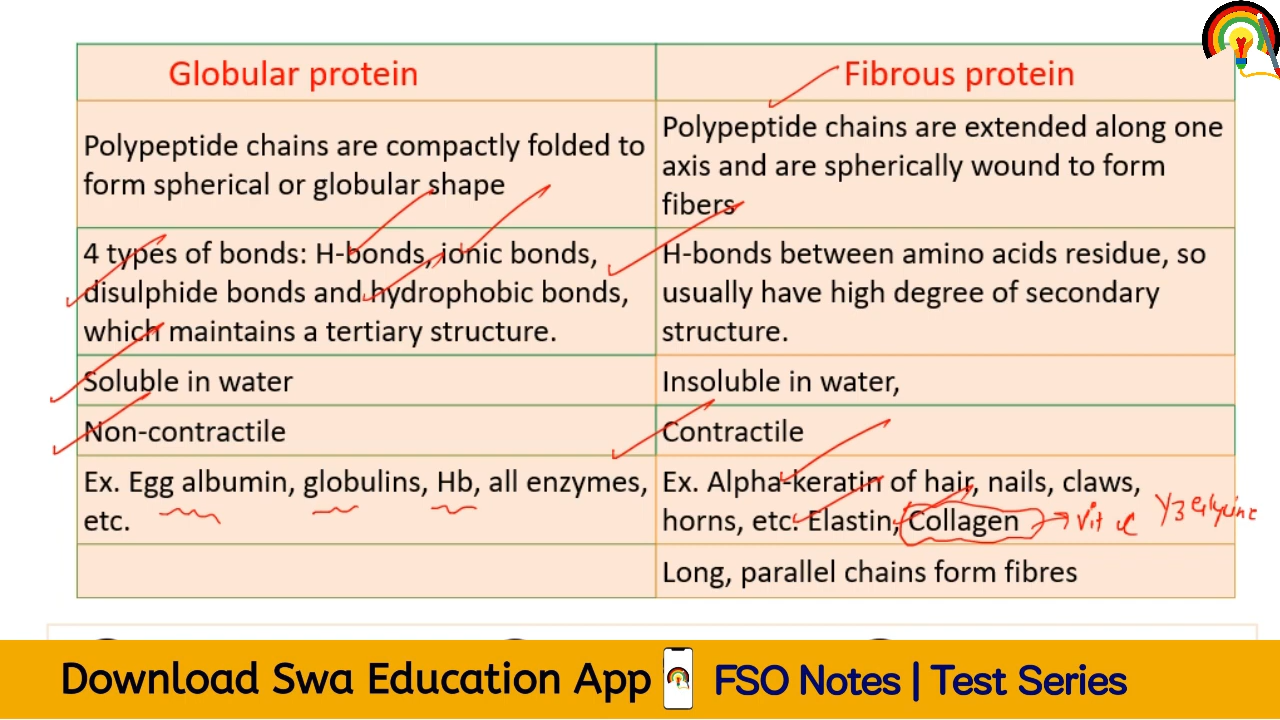 Globular protein
Fibrous protein
Polypeptide chains are compactly folded to
form spherical or globular shape
Polypeptide chains are extended along one
axis and are spherically wound to form
fibers
4 types of bonds: H-bonds, ionic bonds,
disulphide bonds and hydrophobic bonds,
which maintains a tertiary structure.
H-bonds between amino acids residue, so
usually have high degree of secondary
structure.
Soluble in water
Insoluble in water,
Non-contractile
Contractile
Ex. Egg albumin, globulins, Hb, all enzymes,
etc.
Ex. Alpha-keratin of hair, nails, claws,
horns, etc. Elastin, Collagen
Vit c
Long, parallel chains form fibres
Download Swa Education App
FSO Notes | Test Series